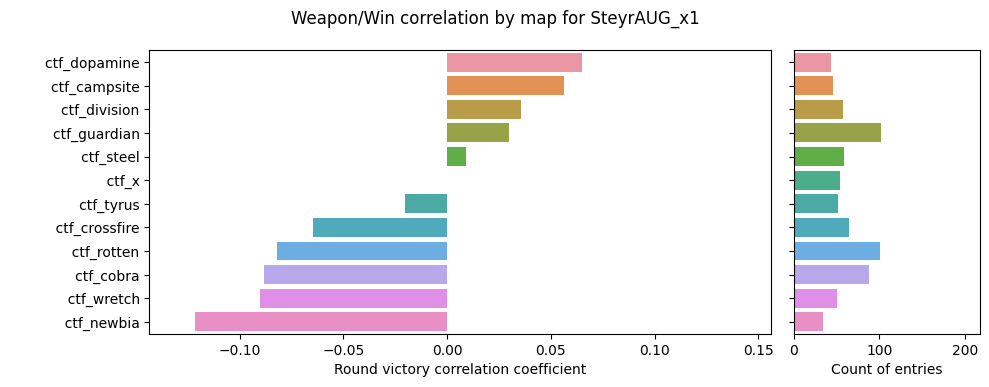 Weapon/Win correlation by map for SteyrAUG_x1
ctf_dopamine
ctf_campsite
ctf_division
ctf_guardian
ctf_steel
ctf_x
ctf_tyrus
ctf_crossfire
ctf_rotten
ctf_cobra
ctf_wretch
ctf_newbia
−0.10 −0.05 0.00 0.05 0.10 0.15
Round victory correlation coefficient
0 100 200
Count of entries